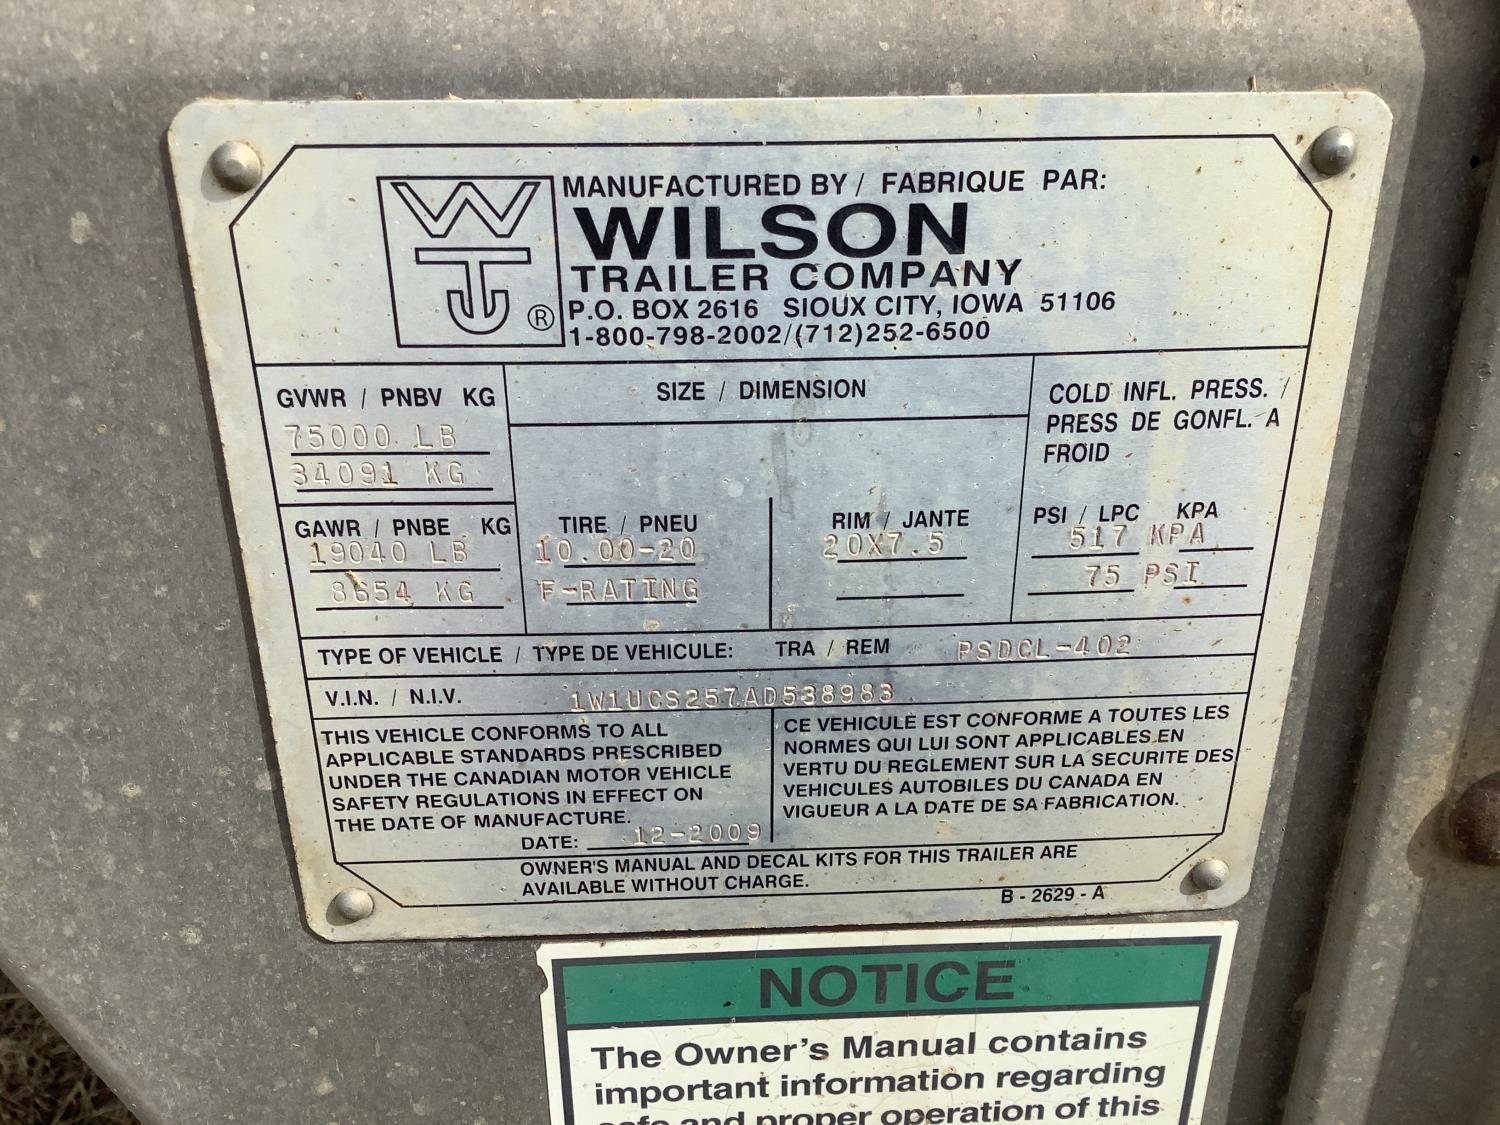 MANUFACTURED BY / FABRIQUE PAR:
WILSON
TRAILER COMPANY
WTJ ®
P.O. BOX 2616 SIOUX CITY, IOWA 51106
1-800-798-2002/(712)252-6500
GVWR / PNBV KG
75000 LB
34091 KG
SIZE / DIMENSION
COLD INFL. PRESS. /
PRESS DE GONFL. A
FROID
GAWR / PNBE KG
19040 LB
8654 KG
TIRE / PNEU
10.00-20
F-RATING
RIM / JANTE
20X7.5
PSI / LPC KPA
517 KPA
75 PSI
TYPE OF VEHICLE / TYPE DE VEHICULE: TRA / REM PSDCL-402
V.I.N. / N.I.V. 1W1UCS257AD538983
THIS VEHICLE CONFORMS TO ALL
APPLICABLE STANDARDS PRESCRIBED
UNDER THE CANADIAN MOTOR VEHICLE
SAFETY REGULATIONS IN EFFECT ON
THE DATE OF MANUFACTURE.
DATE: 12-2009
CE VEHICULE EST CONFORME A TOUTES LES
NORMES QUI LUI SONT APPLICABLES EN
VERTU DU REGLEMENT SUR LA SECURITE DES
VEHICULES AUTOBILES DU CANADA EN
VIGUEUR A LA DATE DE SA FABRICATION.
OWNER'S MANUAL AND DECAL KITS FOR THIS TRAILER ARE
AVAILABLE WITHOUT CHARGE.
B - 2629 - A
NOTICE
The Owner's Manual contains
important information regarding
safe and proper operation of this